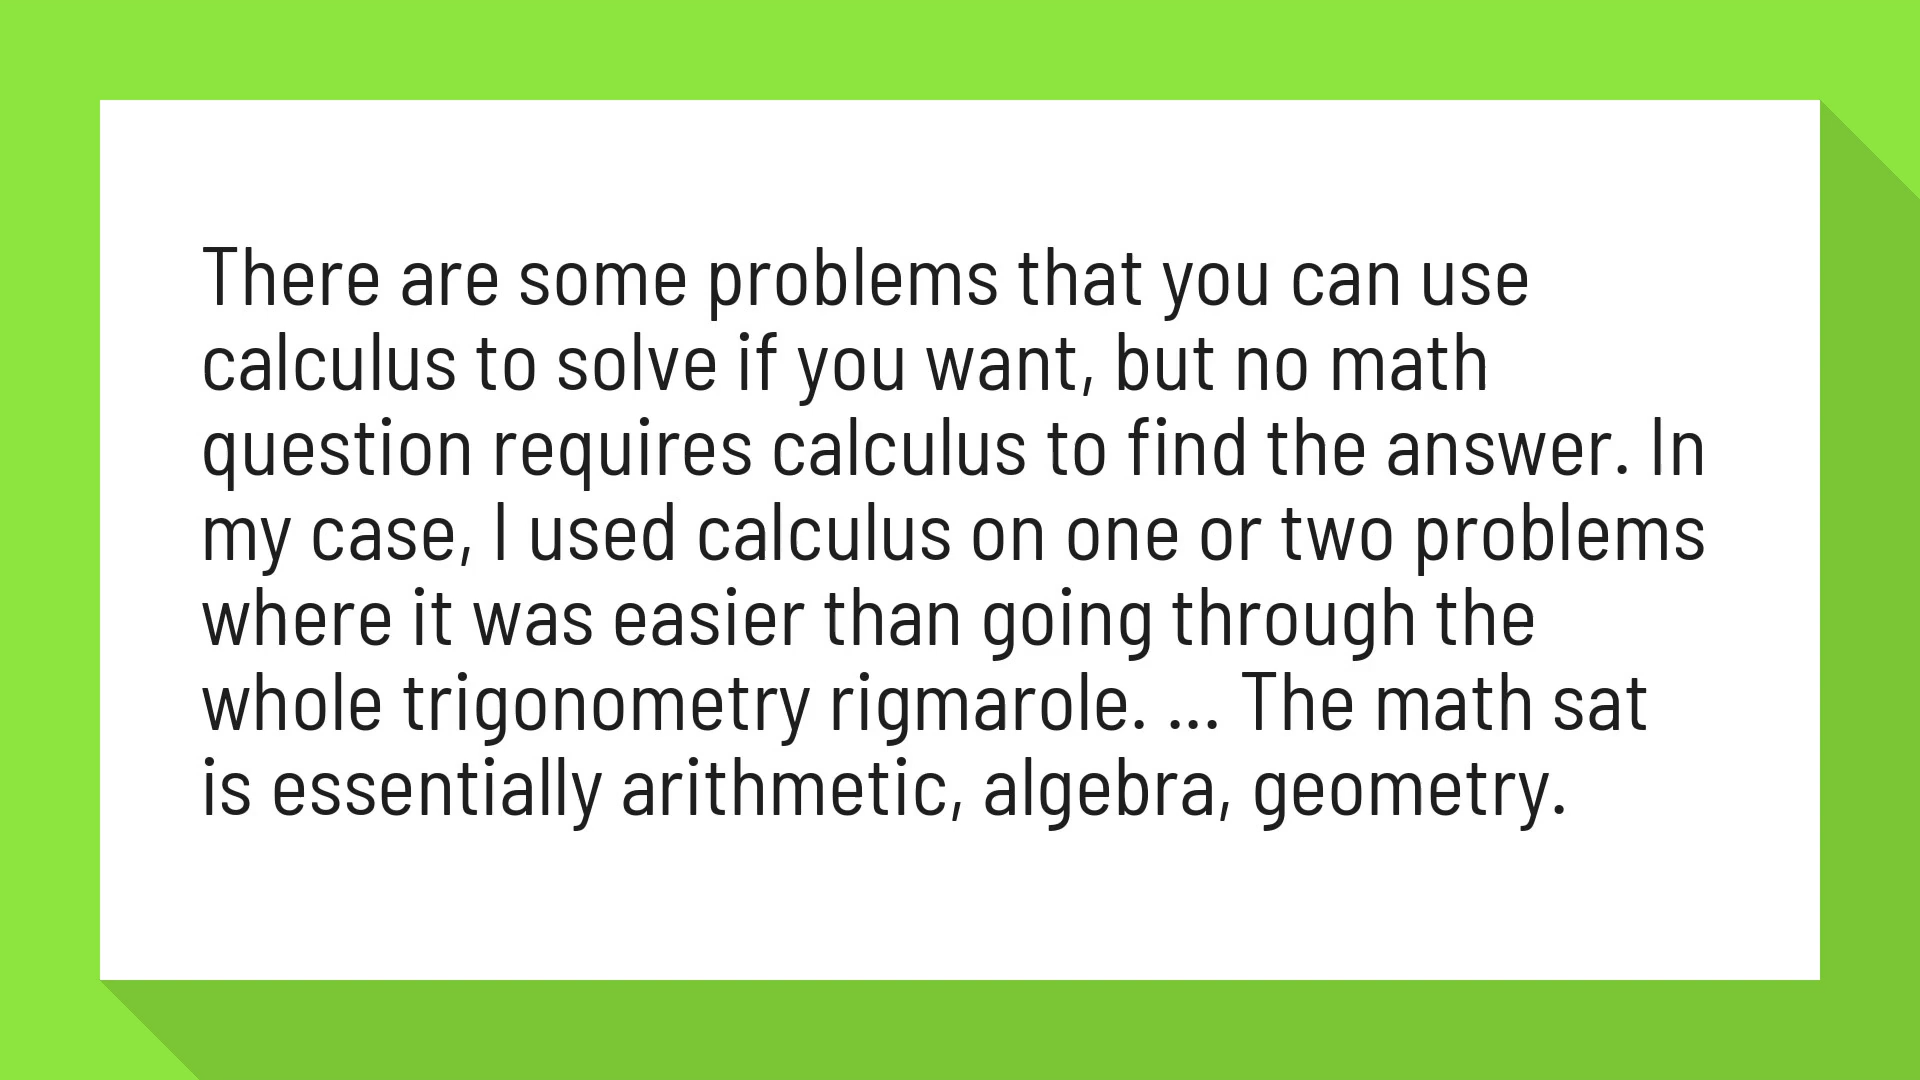 There are some problems that you can use
calculus to solve if you want, but no math
question requires calculus to find the answer. In
my case, I used calculus on one or two problems
where it was easier than going through the
whole trigonometry rigmarole. ... The math sat
is essentially arithmetic, algebra, geometry.